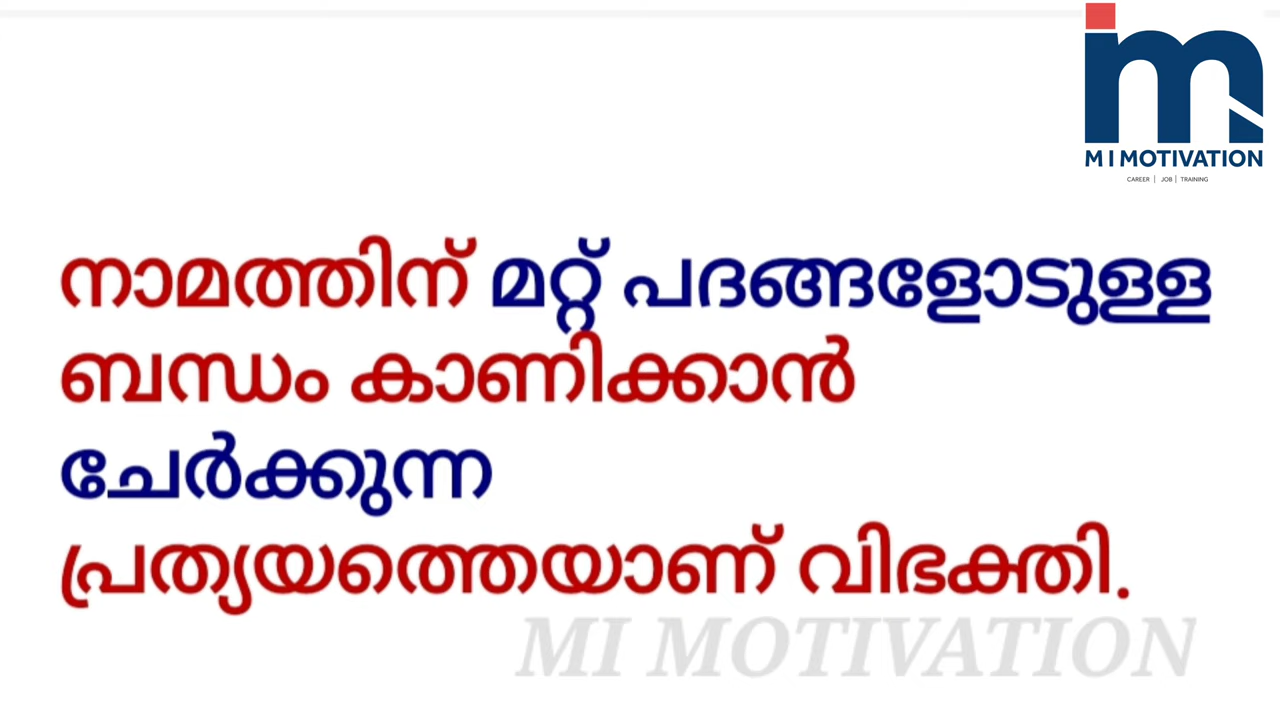 M I MOTIVATION
CAREER | JOB | TRAINING
നാമത്തിന് മറ്റ് പദങ്ങളോടുള്ള
ബന്ധം കാണിക്കാൻ
ചേർക്കുന്ന
പ്രത്യയത്തെയാണ് വിഭക്തി.
MI MOTIVATION